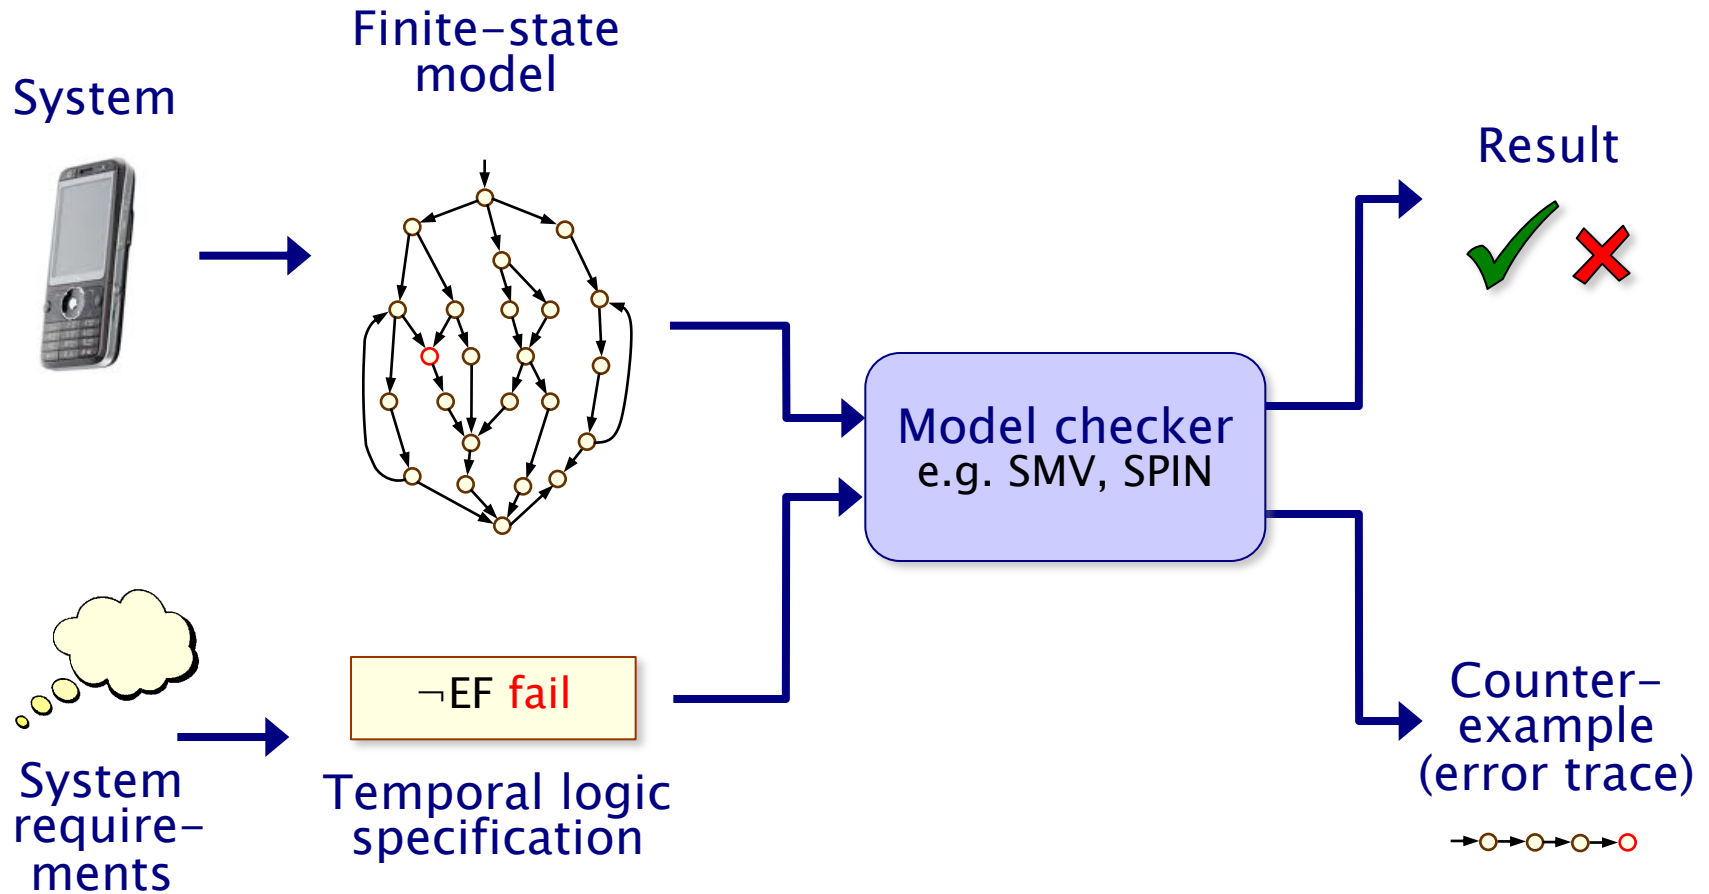 Finite-state
model
System
Result
Model checker
e.g. SMV, SPIN
¬EF fail
System
require-
ments
Temporal logic
specification
Counter-
example
(error trace)